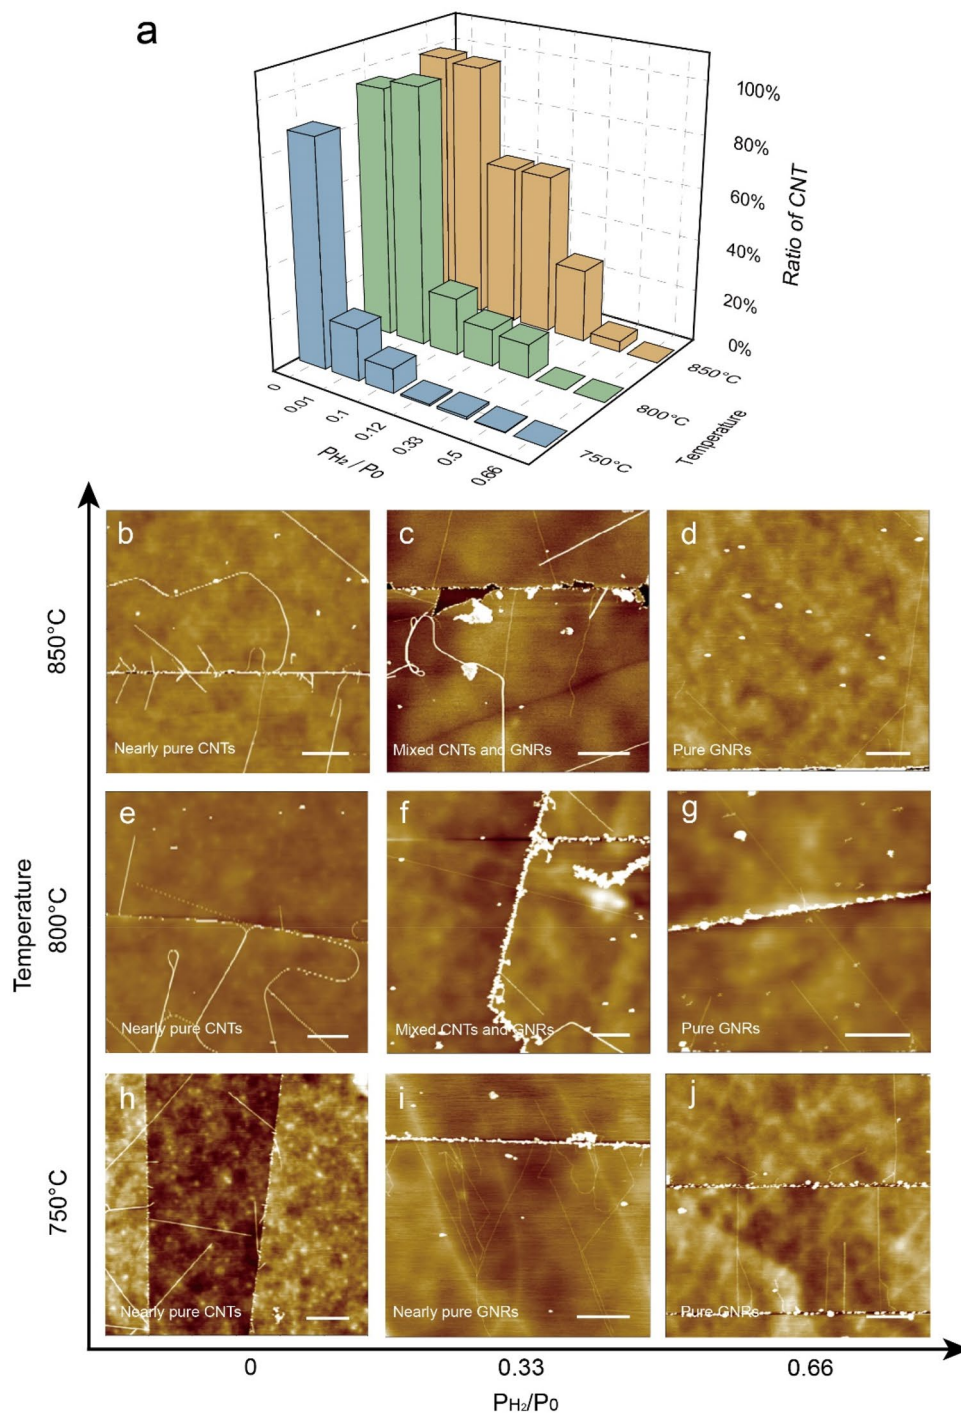 a
100%
80%
60%
40%
20%
0%
Ratio of CNT
850°C
800°C
750°C
Temperature
0
0.01
0.1
0.12
0.33
0.5
0.66
PH₂ / P0
b
c
d
850°C
Nearly pure CNTs
Mixed CNTs and GNRs
Pure GNRs
e
f
g
Temperature
800°C
Nearly pure CNTs
Mixed CNTs and GNRs
Pure GNRs
h
i
j
750°C
Nearly pure CNTs
Nearly pure GNRs
Pure GNRs
0
0.33
0.66
PH₂/P0